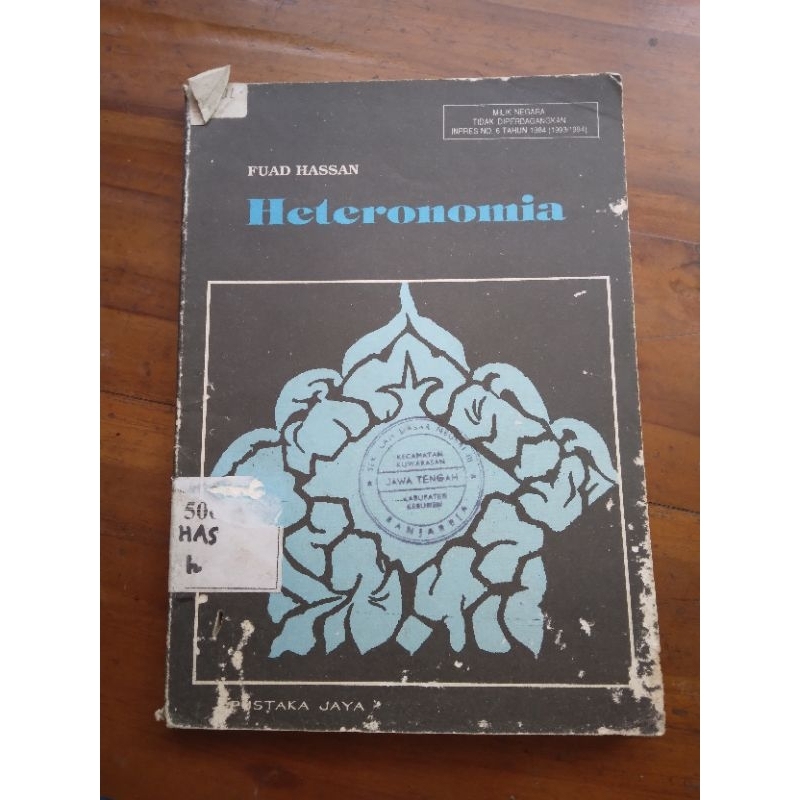 MILIK NEGARA
TIDAK DIPERDAGANGKAN
INPRES NO. 6 TAHUN 1984 (1993/1994)
FUAD HASSAN
Heteronomia
KECAMATAN
KUWARASAN
JAWA TENGAH
KABUPATEN
KEBUMEN
HAS
h
PUSTAKA JAYA